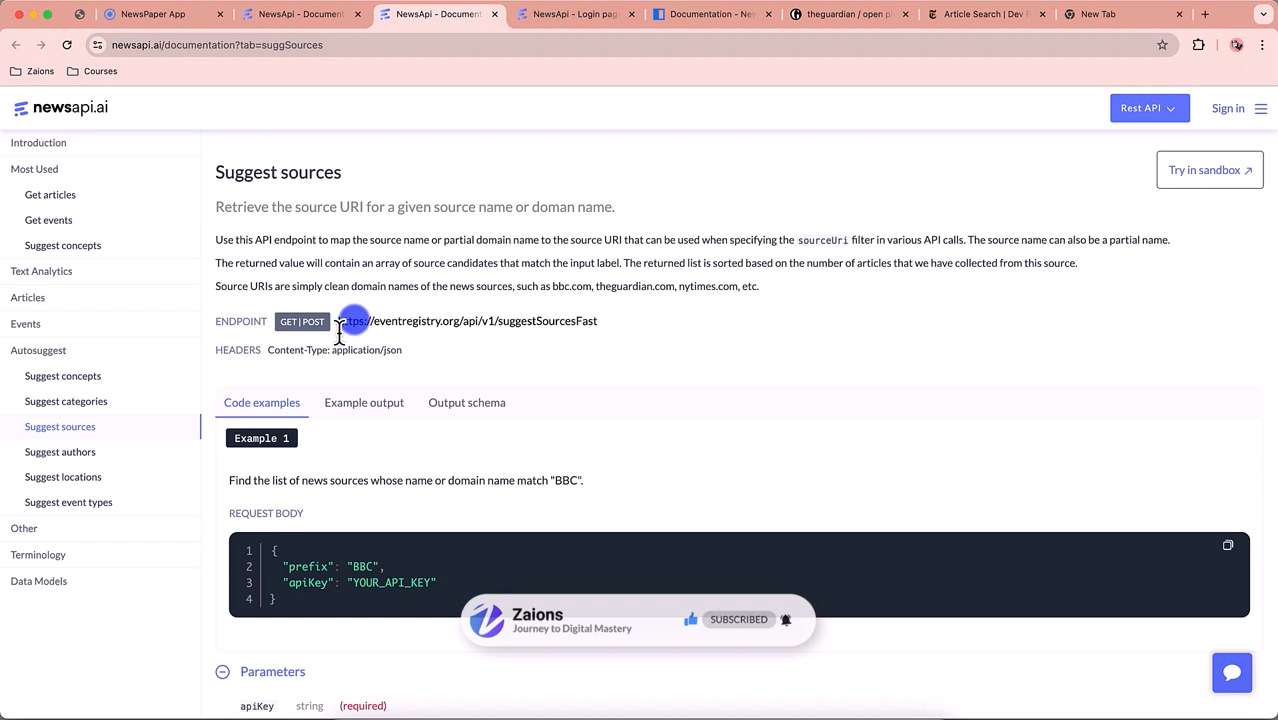 NewsPaper App
NewsApi - Document
NewsApi - Document
NewsApi - Login page
Documentation - Nev
theguardian / open pl
Article Search | Dev F
New Tab
newsapi.ai/documentation?tab=suggSources
Zaions
Courses
newsapi.ai
Rest API
Sign in
Introduction
Most Used
Get articles
Get events
Suggest concepts
Text Analytics
Articles
Events
Autosuggest
Suggest concepts
Suggest categories
Suggest sources
Suggest authors
Suggest locations
Suggest event types
Other
Terminology
Data Models
Suggest sources
Try in sandbox
Retrieve the source URI for a given source name or doman name.
Use this API endpoint to map the source name or partial domain name to the source URI that can be used when specifying the sourceUri filter in various API calls. The source name can also be a partial name.
The returned value will contain an array of source candidates that match the input label. The returned list is sorted based on the number of articles that we have collected from this source.
Source URIs are simply clean domain names of the news sources, such as bbc.com, theguardian.com, nytimes.com, etc.
ENDPOINT GET | POST https://eventregistry.org/api/v1/suggestSourcesFast
HEADERS Content-Type: application/json
Code examples Example output Output schema
Example 1
Find the list of news sources whose name or domain name match "BBC".
REQUEST BODY
1 {
2 "prefix": "BBC",
3 "apiKey": "YOUR_API_KEY"
4 }
Zaions
Journey to Digital Mastery
SUBSCRIBED
Parameters
apiKey string (required)